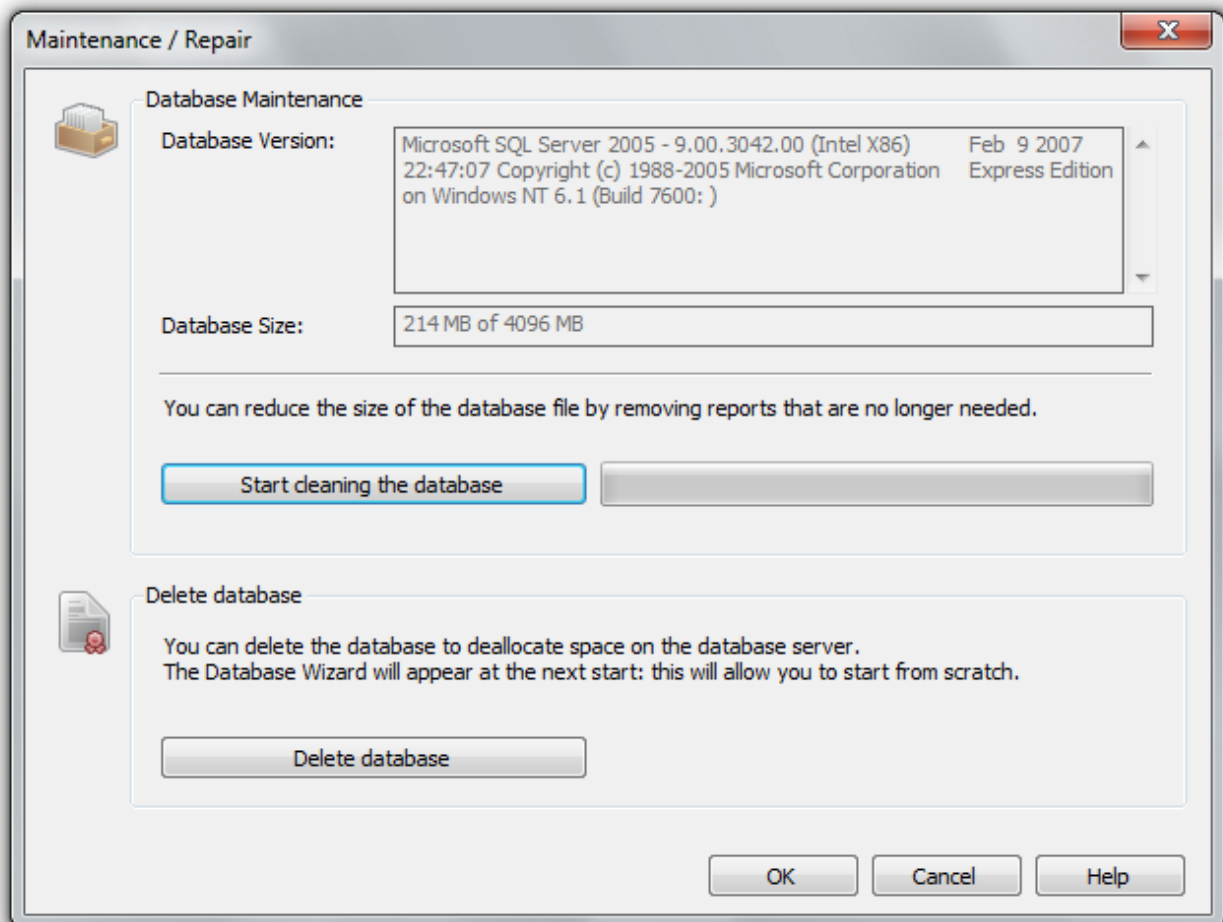 Maintenance / Repair
Database Maintenance
Database Version:
Microsoft SQL Server 2005 - 9.00.3042.00 (Intel X86) Feb 9 2007
22:47:07 Copyright (c) 1988-2005 Microsoft Corporation Express Edition
on Windows NT 6.1 (Build 7600: )
Database Size:
214 MB of 4096 MB
You can reduce the size of the database file by removing reports that are no longer needed.
Start cleaning the database
Delete database
You can delete the database to deallocate space on the database server.
The Database Wizard will appear at the next start: this will allow you to start from scratch.
Delete database
OK
Cancel
Help